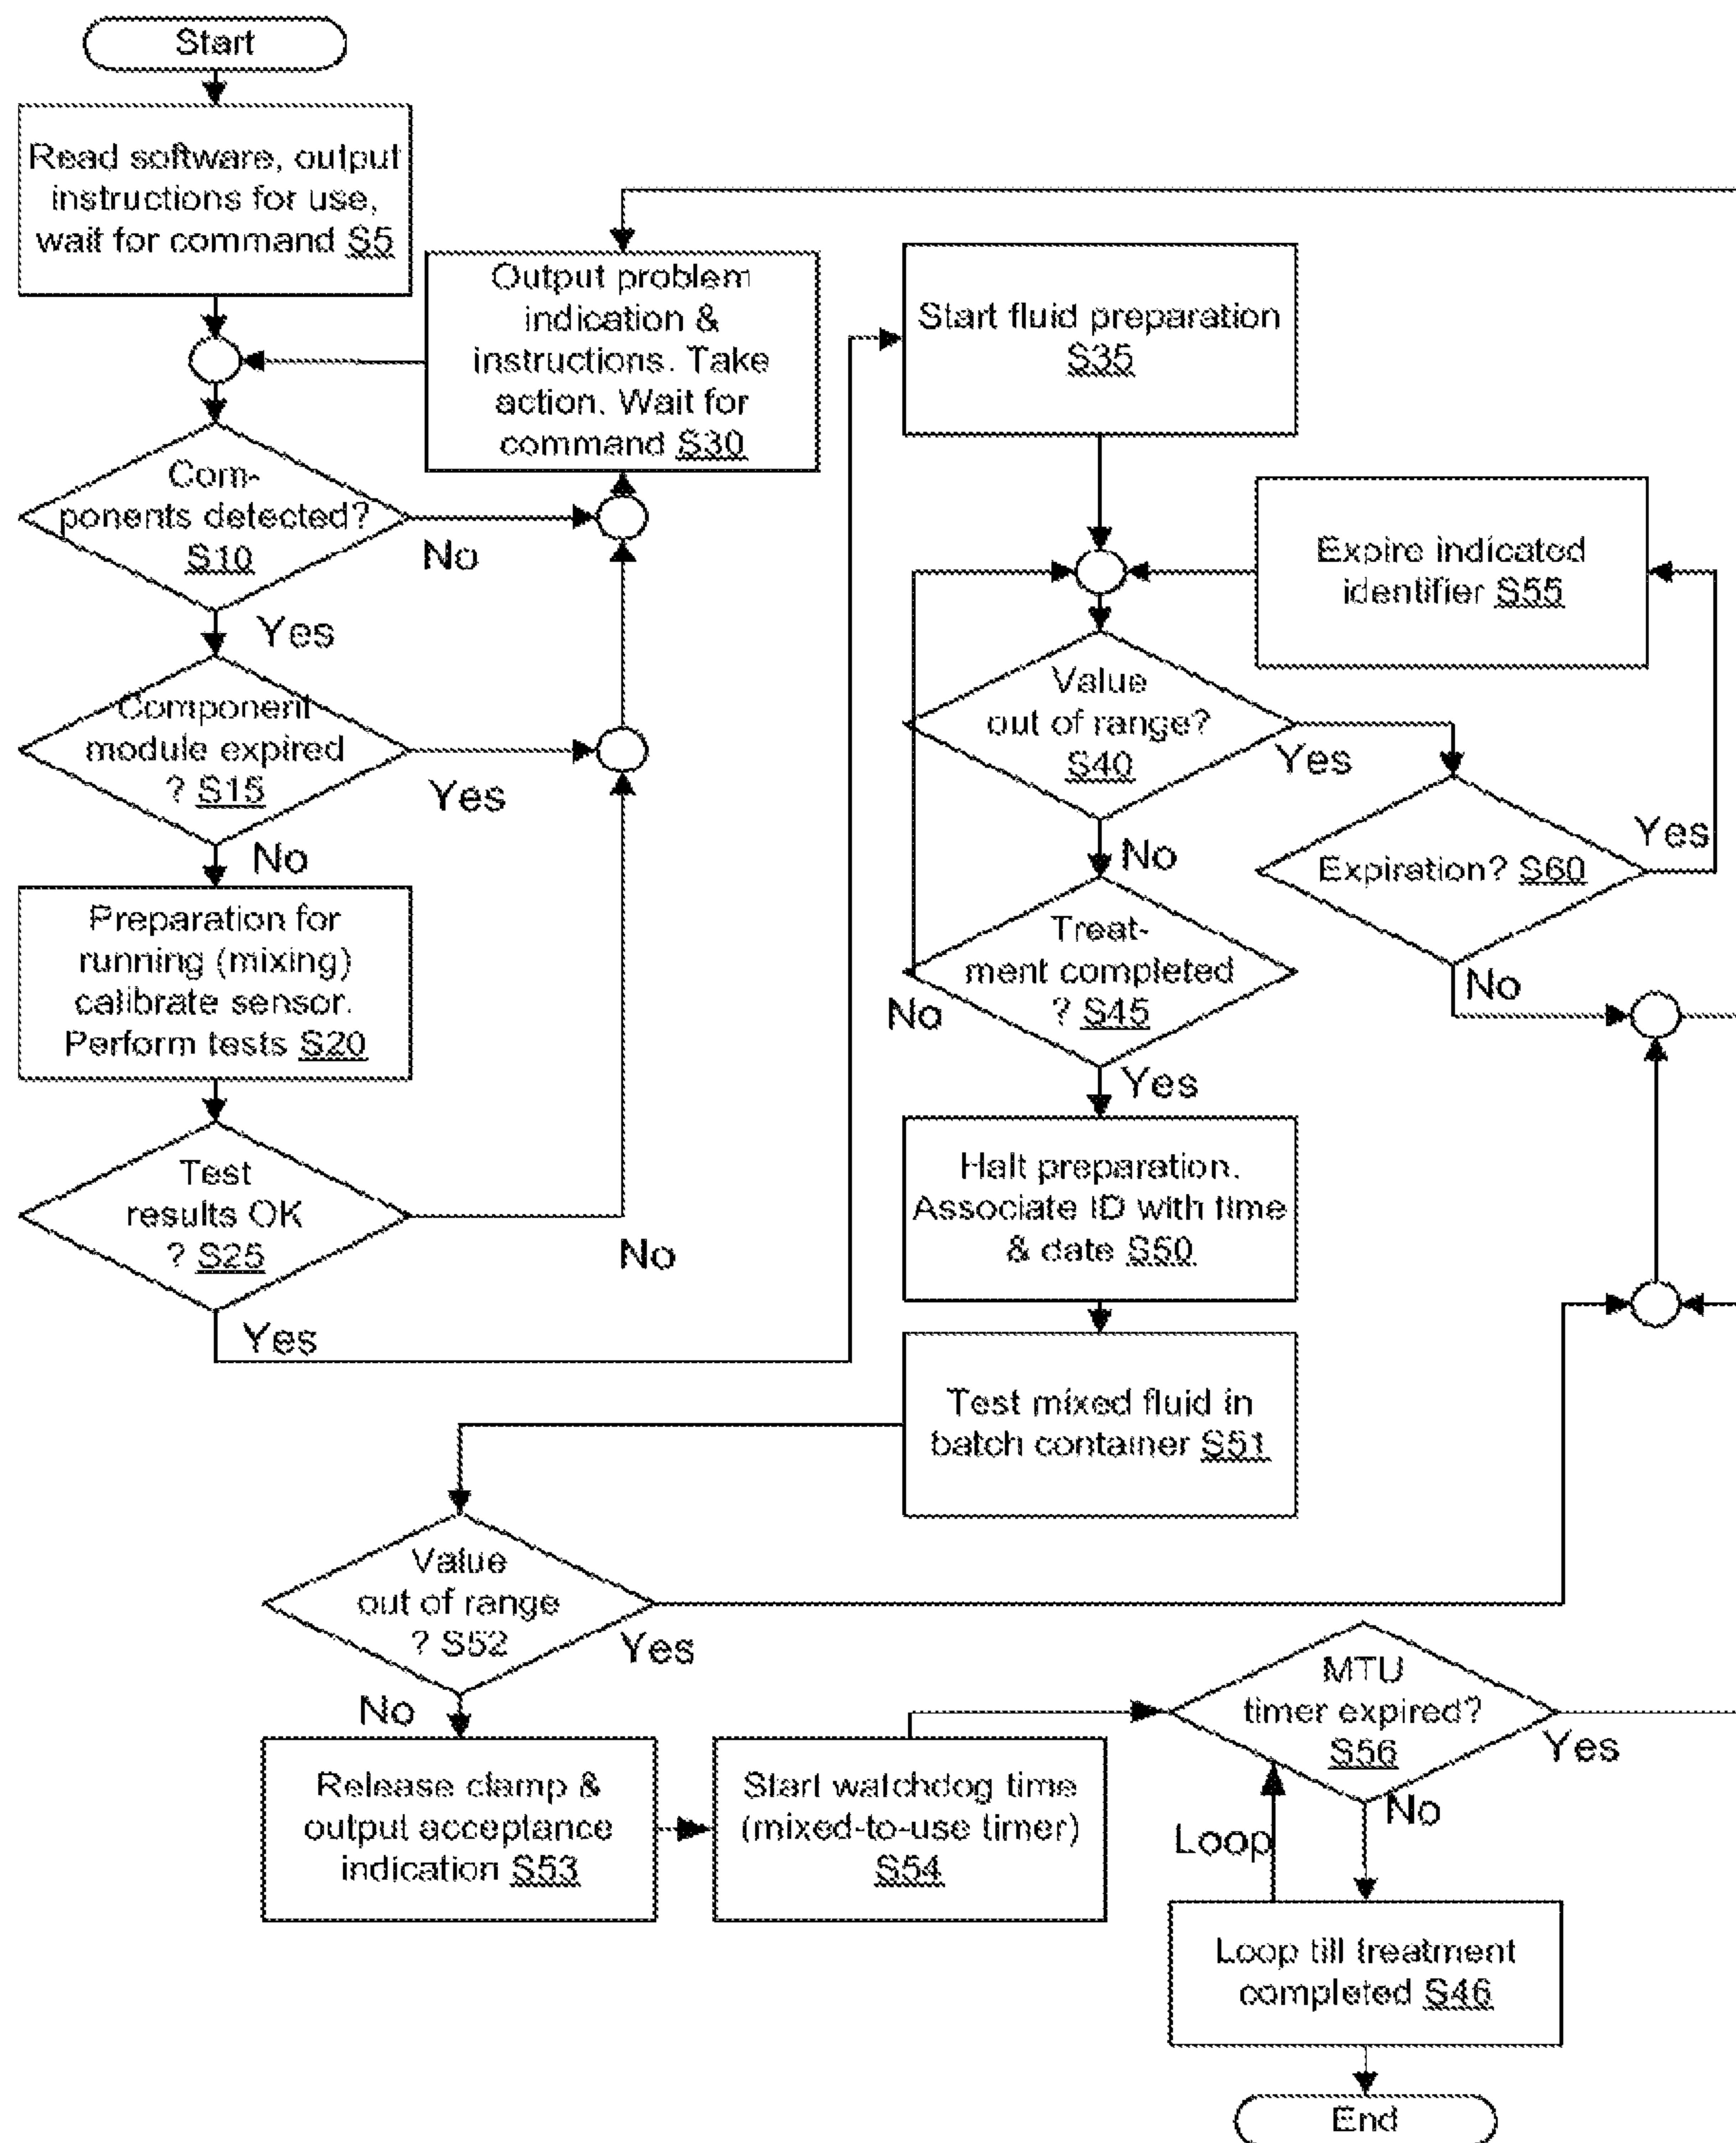 Start
Read software, output
instructions for use,
wait for command S5
Output problem
indication &
instructions. Take
action. Wait for
command S30
Com-
ponents detected?
S10
No
Yes
Component
module expired
? S15
Yes
No
Preparation for
running (mixing)
calibrate sensor.
Perform tests S20
Test
results OK
? S25
No
Yes
Start fluid preparation
S35
Expire indicated
identifier S55
Value
out of range?
S40
Yes
No
Expiration? S60
Yes
No
Treat-
ment completed
? S45
No
Yes
Halt preparation.
Associate ID with time
& date S50
Test mixed fluid in
batch container S51
Value
out of range
? S52
Yes
No
Release clamp &
output acceptance
indication S53
Start watchdog time
(mixed-to-use timer)
S54
MTU
timer expired?
S56
Yes
No
Loop
Loop till treatment
completed S46
End